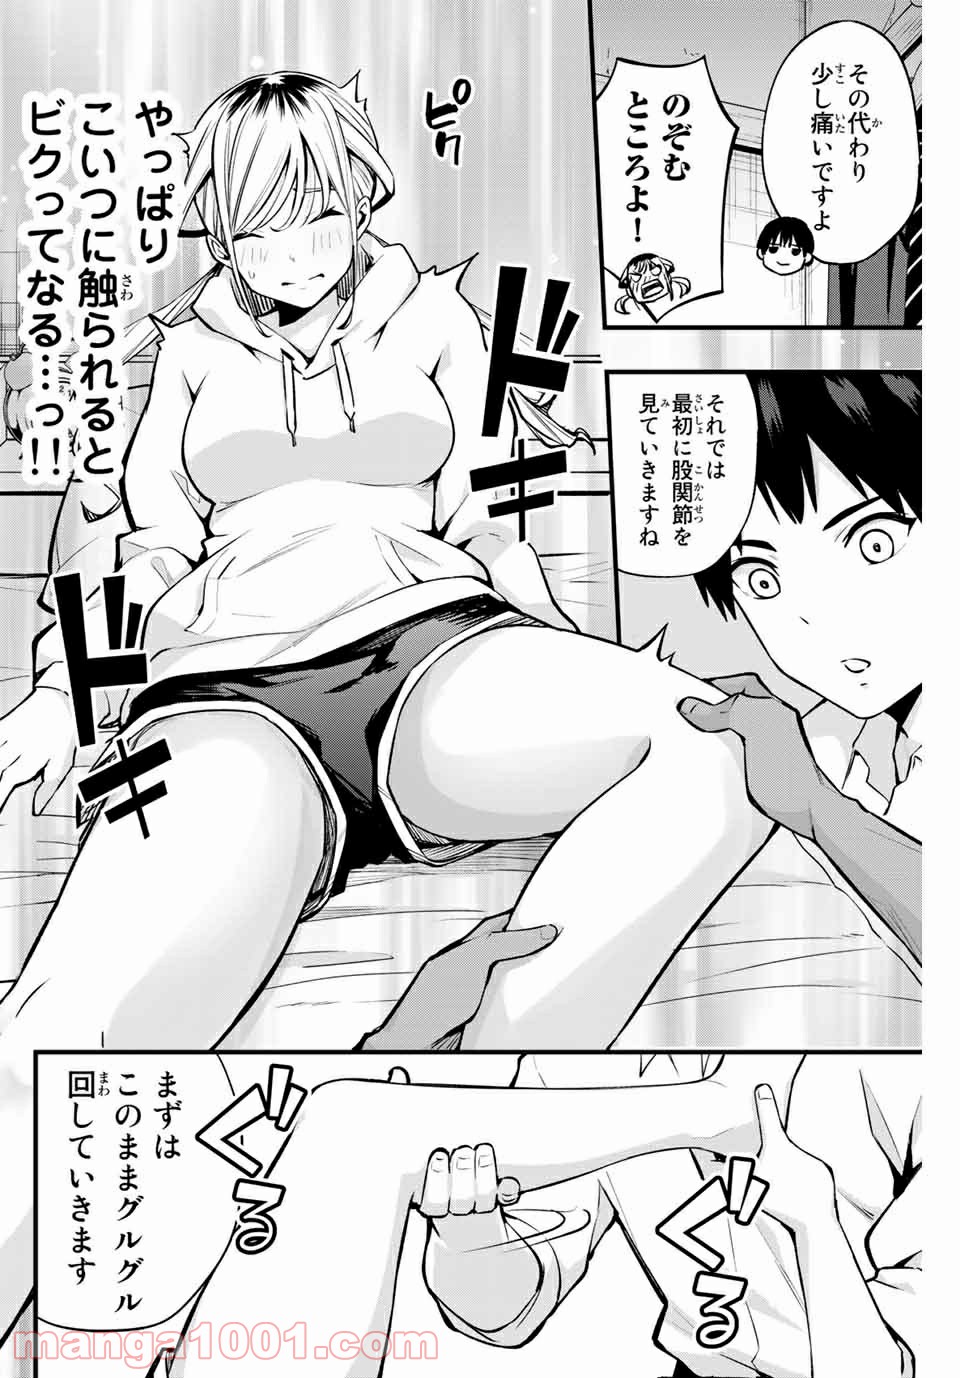 その代わり
少し痛いですよ
のぞむ
ところよ！
それでは
最初に股関節を
見ていきますね
ピク
やっぱり
こいつに触られると
ビクってなる…っ!!
ドキ
ドキ
まずは
このままグルグル
回していきます
ぐる
ぐる
manga1001.com